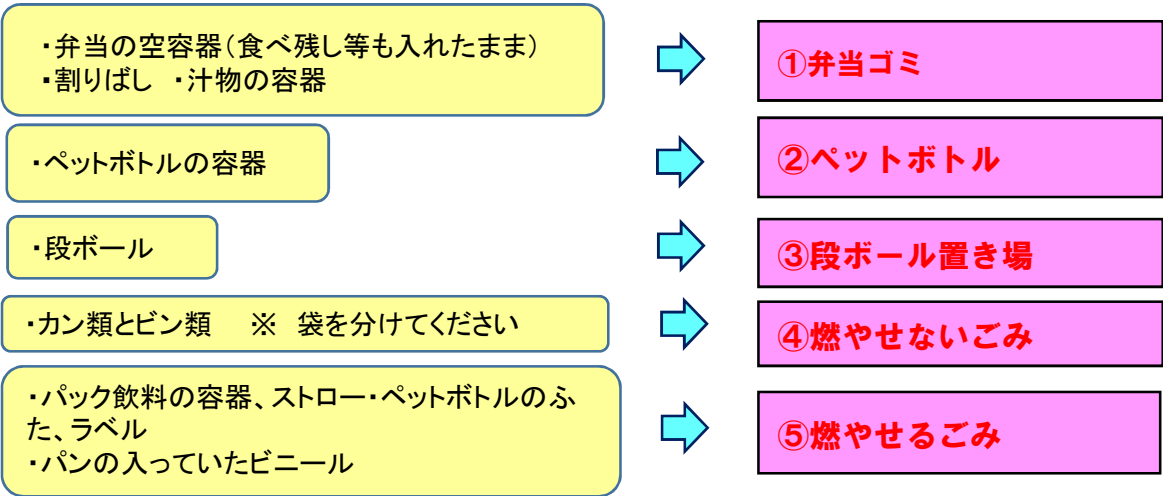 ・弁当の空容器（食べ残し等も入れたまま）
・割りばし　・汁物の容器
①弁当ゴミ
・ペットボトルの容器
②ペットボトル
・段ボール
③段ボール置き場
・カン類とビン類　※　袋を分けてください
④燃やせないごみ
・パック飲料の容器、ストロー・ペットボトルのふ
た、ラベル
・パンの入っていたビニール
⑤燃やせるごみ